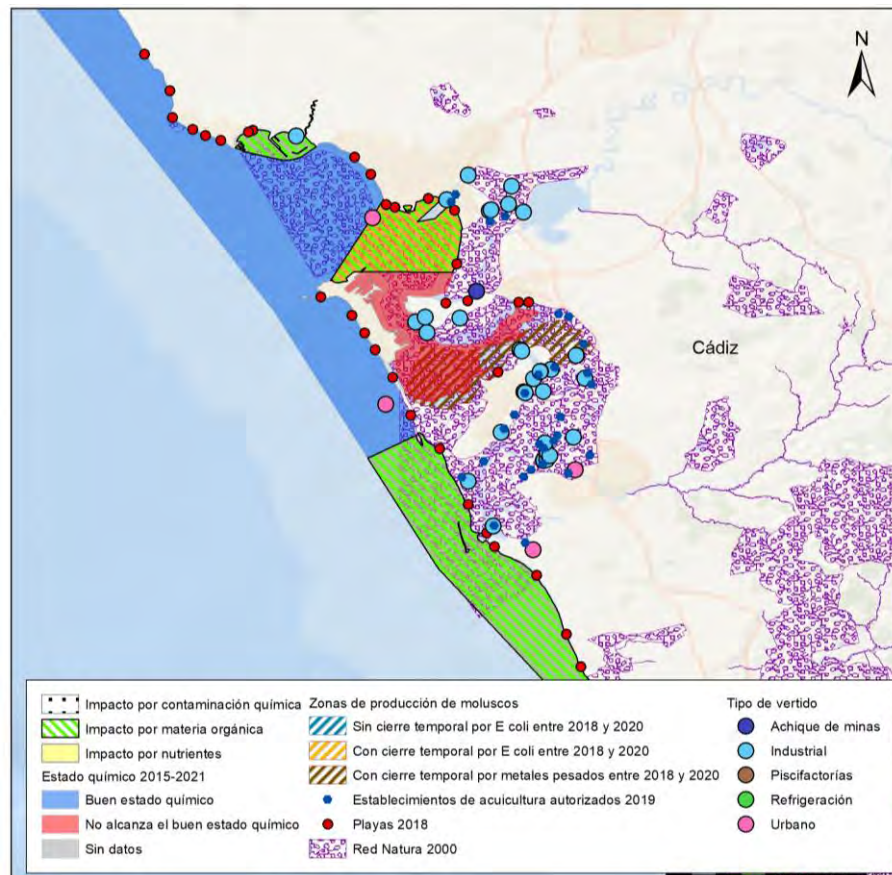 N
Cádiz
Impacto por contaminación química
Impacto por materia orgánica
Impacto por nutrientes
Estado químico 2015-2021
Buen estado químico
No alcanza el buen estado químico
Sin datos
Zonas de producción de moluscos
Sin cierre temporal por E coli entre 2018 y 2020
Con cierre temporal por E coli entre 2018 y 2020
Con cierre temporal por metales pesados entre 2018 y 2020
Establecimientos de acuicultura autorizados 2019
Playas 2018
Red Natura 2000
Tipo de vertido
Achique de minas
Industrial
Piscifactorías
Refrigeración
Urbano